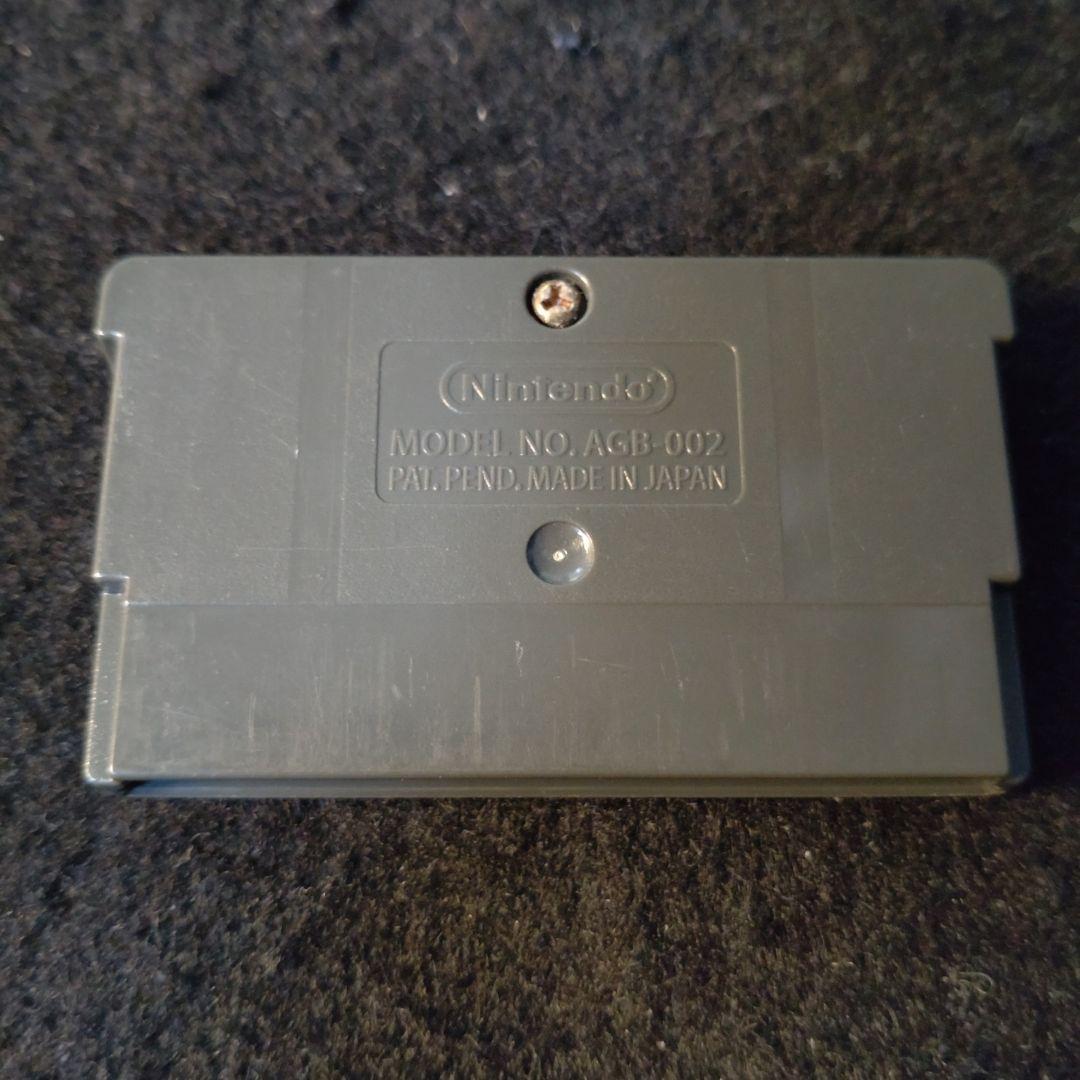 Nintendo
MODEL NO. AGB-002
PAT. PEND. MADE IN JAPAN